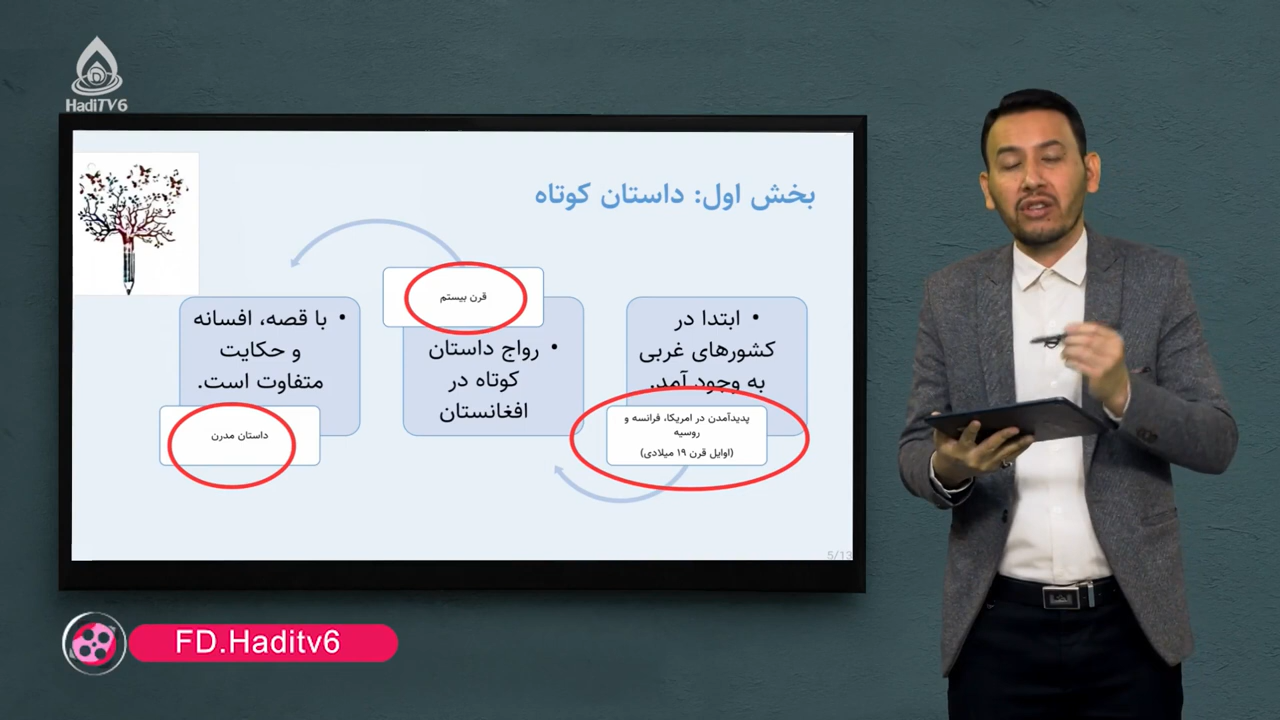 HadiTV6
بخش اول: داستان کوتاه
• ابتدا در
کشورهای غربی
به وجود آمد.
پدیدآمدن در امریکا، فرانسه و
روسیه
(اوایل قرن ۱۹ میلادی)
قرن بیستم
• رواج داستان
کوتاه در
افغانستان
• با قصه، افسانه
و حکایت
متفاوت است.
داستان مدرن
5/13
FD.Haditv6